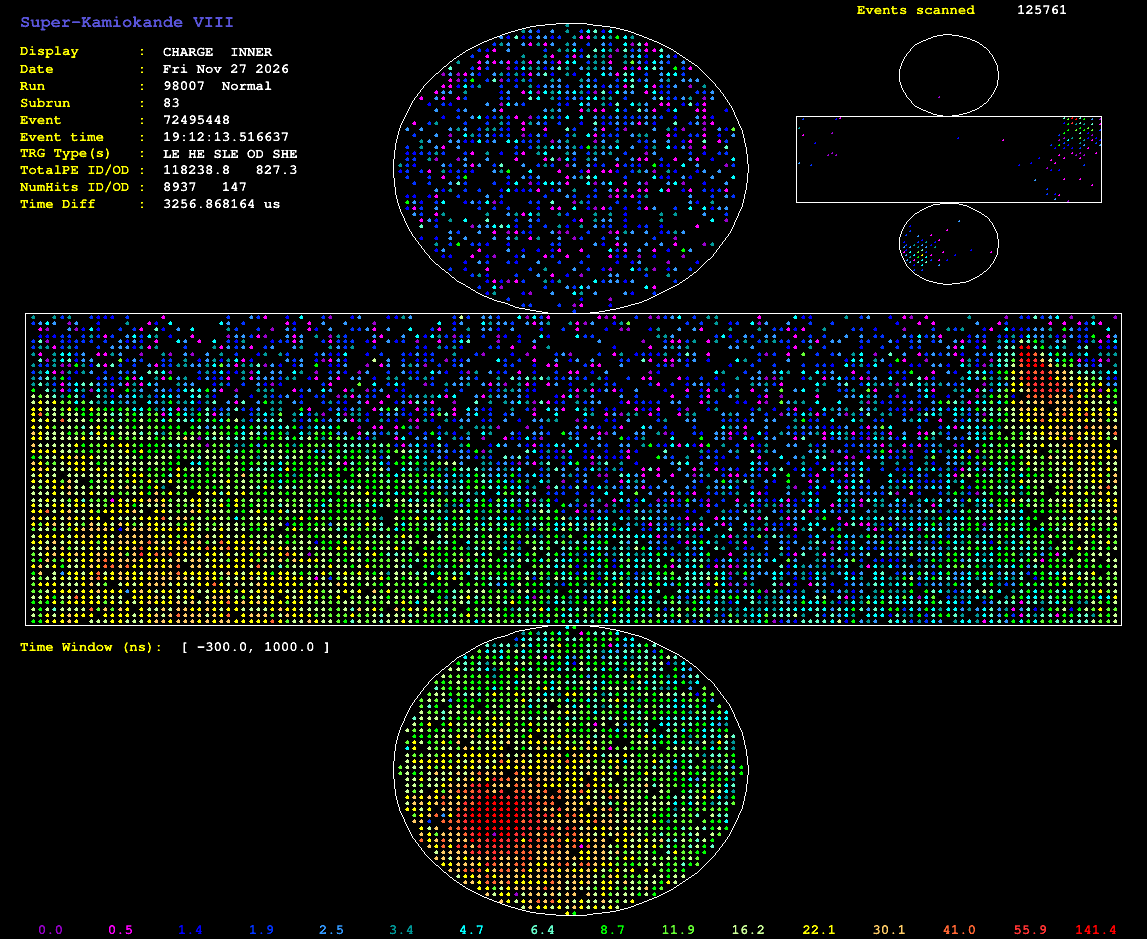 Super-Kamiokande VIII
Events scanned 125761
Display : CHARGE INNER
Date : Fri Nov 27 2026
Run : 98007 Normal
Subrun : 83
Event : 72495448
Event time : 19:12:13.516637
TRG Type(s) : LE HE SLE OD SHE
TotalPE ID/OD : 118238.8 827.3
NumHits ID/OD : 8937 147
Time Diff : 3256.868164 us
Time Window (ns): [ -300.0, 1000.0 ]
0.0 0.5 1.4 1.9 2.5 3.4 4.7 6.4 8.7 11.9 16.2 22.1 30.1 41.0 55.9 141.4